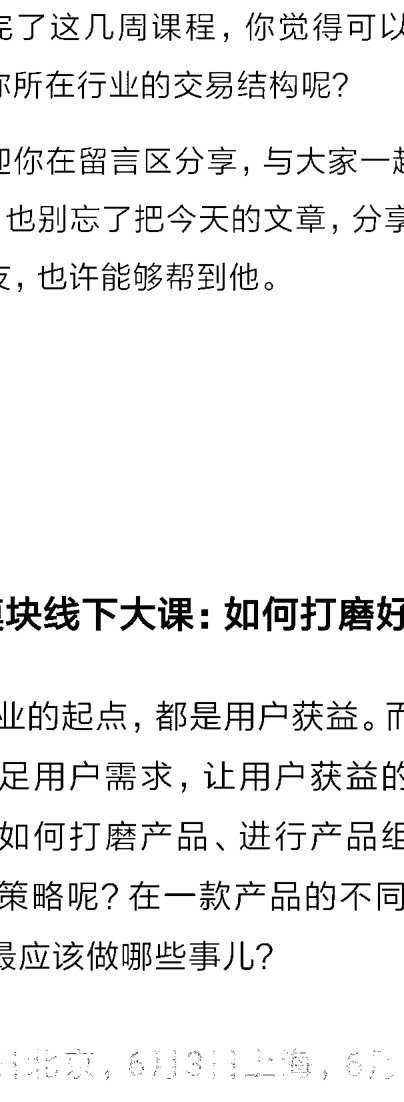 完了这几周课程，你觉得可以
你所在行业的交易结构呢？
迎你在留言区分享，与大家一起
，也别忘了把今天的文章，分享
友，也许能够帮到他。
模块线下大课：如何打磨好
业的起点，都是用户获益。而
足用户需求，让用户获益的
如何打磨产品、进行产品组
策略呢？在一款产品的不同
最应该做哪些事儿？
北京，6月3日上海，6月